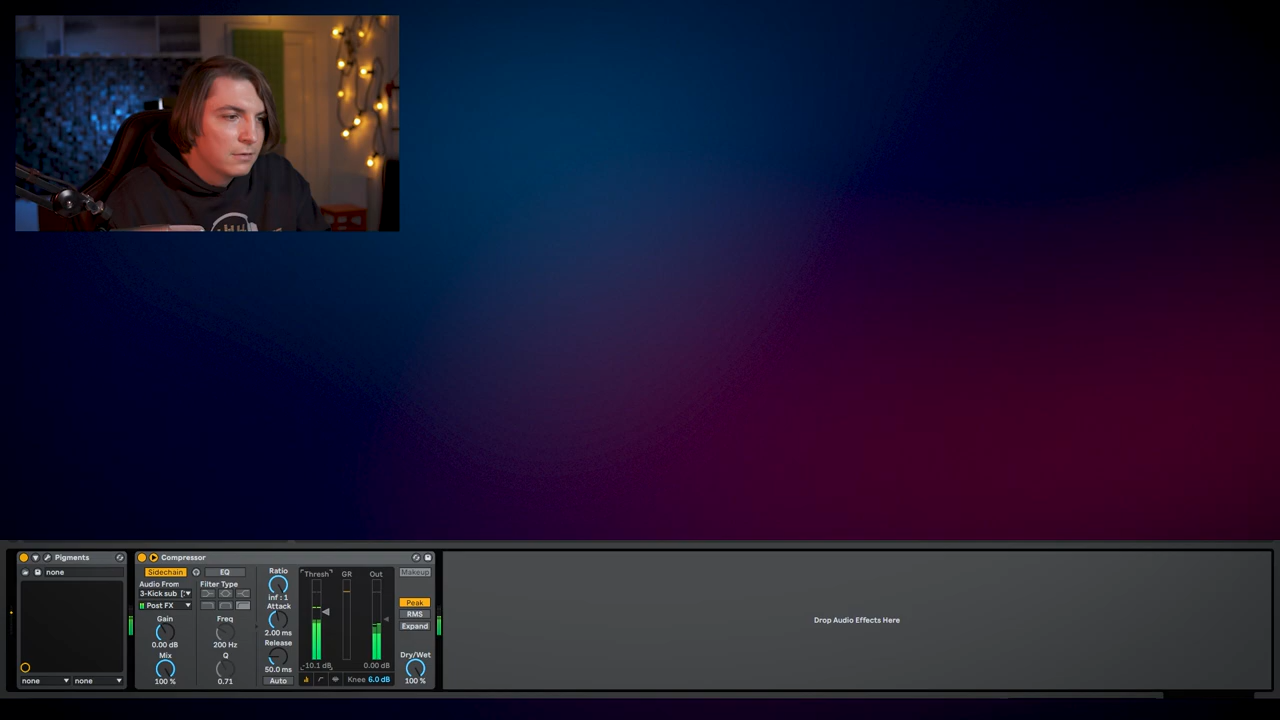 Pigments
none
none
none
Compressor
Sidechain
EQ
Audio From
3-Kick sub
Post FX
Gain
0.00 dB
Mix
100 %
Filter Type
Freq
200 Hz
Q
0.71
Ratio
inf : 1
Attack
2.00 ms
Release
50.0 ms
Auto
Thresh
GR
Out
-10.1 dB
0.00 dB
Knee 6.0 dB
Makeup
Peak
RMS
Expand
Dry/Wet
100 %
Drop Audio Effects Here